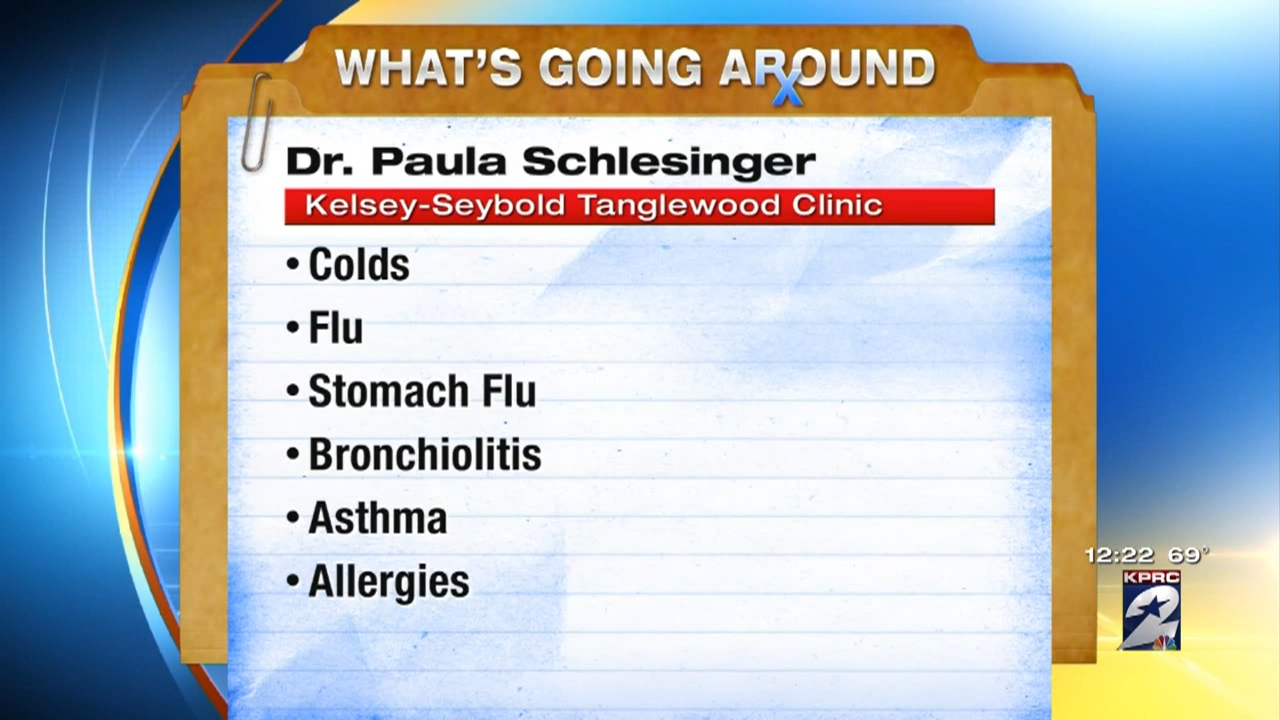 WHAT'S GOING AROUND
Dr. Paula Schlesinger
Kelsey-Seybold Tanglewood Clinic
• Colds
• Flu
• Stomach Flu
• Bronchiolitis
• Asthma
• Allergies
12:22 69°
KPRC
2